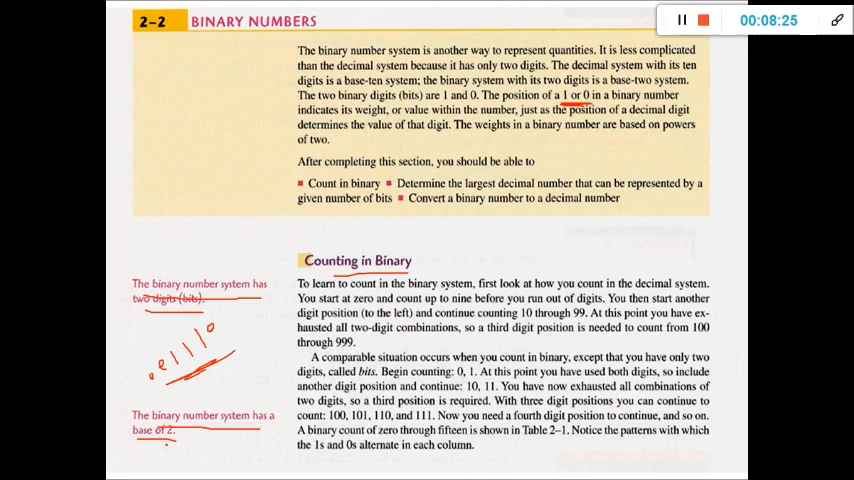 2–2 BINARY NUMBERS
00:08:25
The binary number system is another way to represent quantities. It is less complicated
than the decimal system because it has only two digits. The decimal system with its ten
digits is a base-ten system; the binary system with its two digits is a base-two system.
The two binary digits (bits) are 1 and 0. The position of a 1 or 0 in a binary number
indicates its weight, or value within the number, just as the position of a decimal digit
determines the value of that digit. The weights in a binary number are based on powers
of two.
After completing this section, you should be able to
■ Count in binary ■ Determine the largest decimal number that can be represented by a
given number of bits ■ Convert a binary number to a decimal number
Counting in Binary
The binary number system has
two digits (bits).
The binary number system has a
base of 2.
To learn to count in the binary system, first look at how you count in the decimal system.
You start at zero and count up to nine before you run out of digits. You then start another
digit position (to the left) and continue counting 10 through 99. At this point you have ex-
hausted all two-digit combinations, so a third digit position is needed to count from 100
through 999.
A comparable situation occurs when you count in binary, except that you have only two
digits, called bits. Begin counting: 0, 1. At this point you have used both digits, so include
another digit position and continue: 10, 11. You have now exhausted all combinations of
two digits, so a third position is required. With three digit positions you can continue to
count: 100, 101, 110, and 111. Now you need a fourth digit position to continue, and so on.
A binary count of zero through fifteen is shown in Table 2–1. Notice the patterns with which
the 1s and 0s alternate in each column.